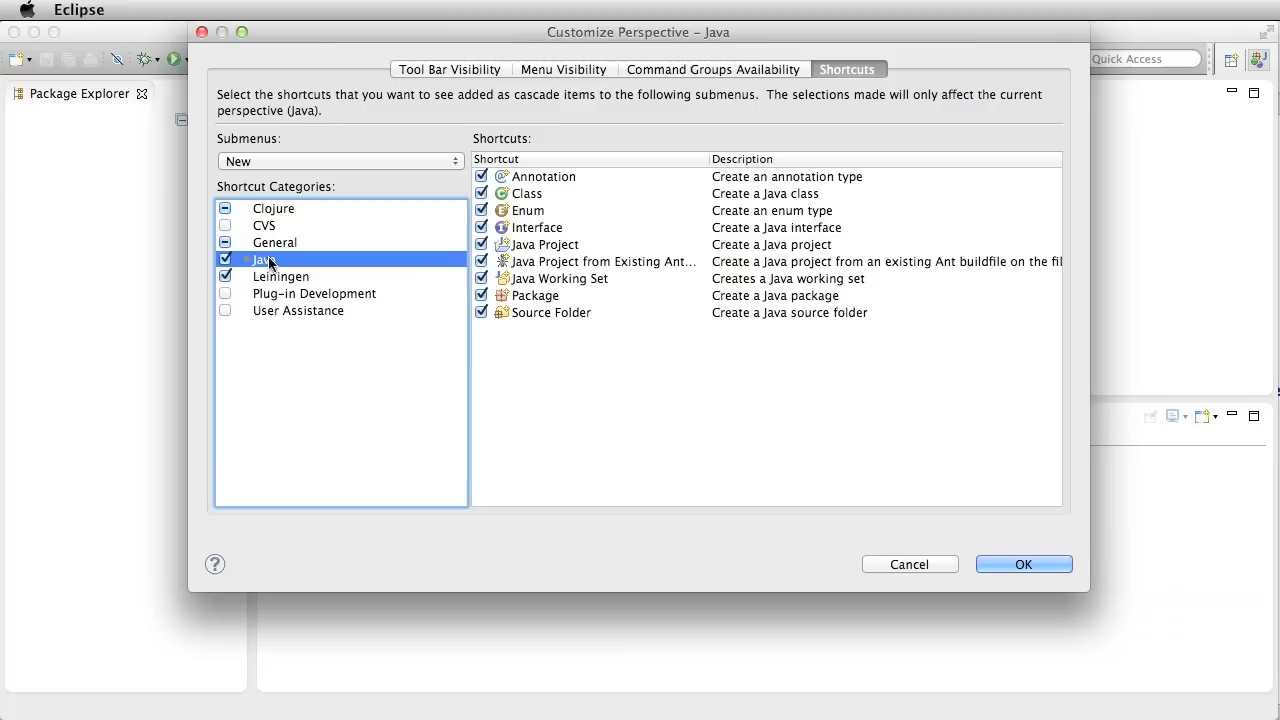 Eclipse
Customize Perspective – Java
Quick Access
Package Explorer
Tool Bar Visibility
Menu Visibility
Command Groups Availability
Shortcuts
Select the shortcuts that you want to see added as cascade items to the following submenus. The selections made will only affect the current
perspective (Java).
Submenus:
New
Shortcut Categories:
Clojure
CVS
General
Java
Leiningen
Plug-in Development
User Assistance
Shortcuts:
Shortcut Description
Annotation Create an annotation type
Class Create a Java class
Enum Create an enum type
Interface Create a Java interface
Java Project Create a Java project
Java Project from Existing Ant... Create a Java project from an existing Ant buildfile on the fil
Java Working Set Creates a Java working set
Package Create a Java package
Source Folder Create a Java source folder
?
Cancel
OK